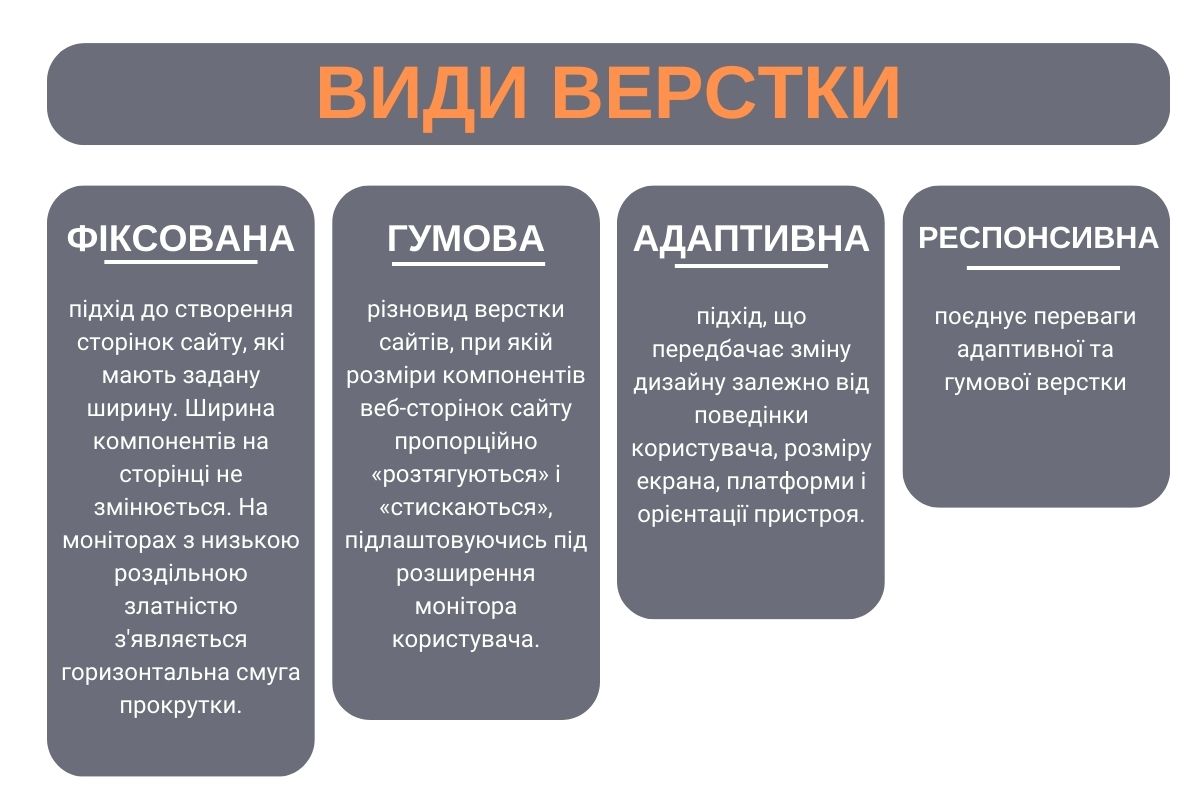 ВИДИ ВЕРСТКИ
ФІКСОВАНА
підхід до створення
сторінок сайту, які
мають задану
ширину. Ширина
компонентів на
сторінці не
змінюється. На
моніторах з низькою
роздільною
златністю
з'являється
горизонтальна смуга
прокрутки.
ГУМОВА
різновид верстки
сайтів, при якій
розміри компонентів
веб-сторінок сайту
пропорційно
«розтягуються» і
«стискаються»,
підлаштовуючись під
розширення
монітора
користувача.
АДАПТИВНА
підхід, що
передбачає зміну
дизайну залежно від
поведінки
користувача, розміру
екрана, платформи і
орієнтації пристроя.
РЕСПОНСИВНА
поєднує переваги
адаптивної та
гумової верстки